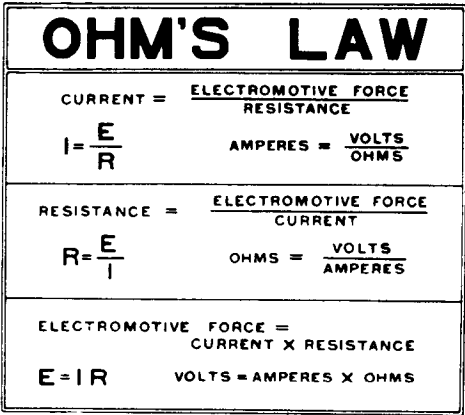 OHM'S LAW
CURRENT = ELECTROMOTIVE FORCE / RESISTANCE
I = E / R
AMPERES = VOLTS / OHMS
RESISTANCE = ELECTROMOTIVE FORCE / CURRENT
R = E / I
OHMS = VOLTS / AMPERES
ELECTROMOTIVE FORCE =
CURRENT X RESISTANCE
E = I R
VOLTS = AMPERES X OHMS